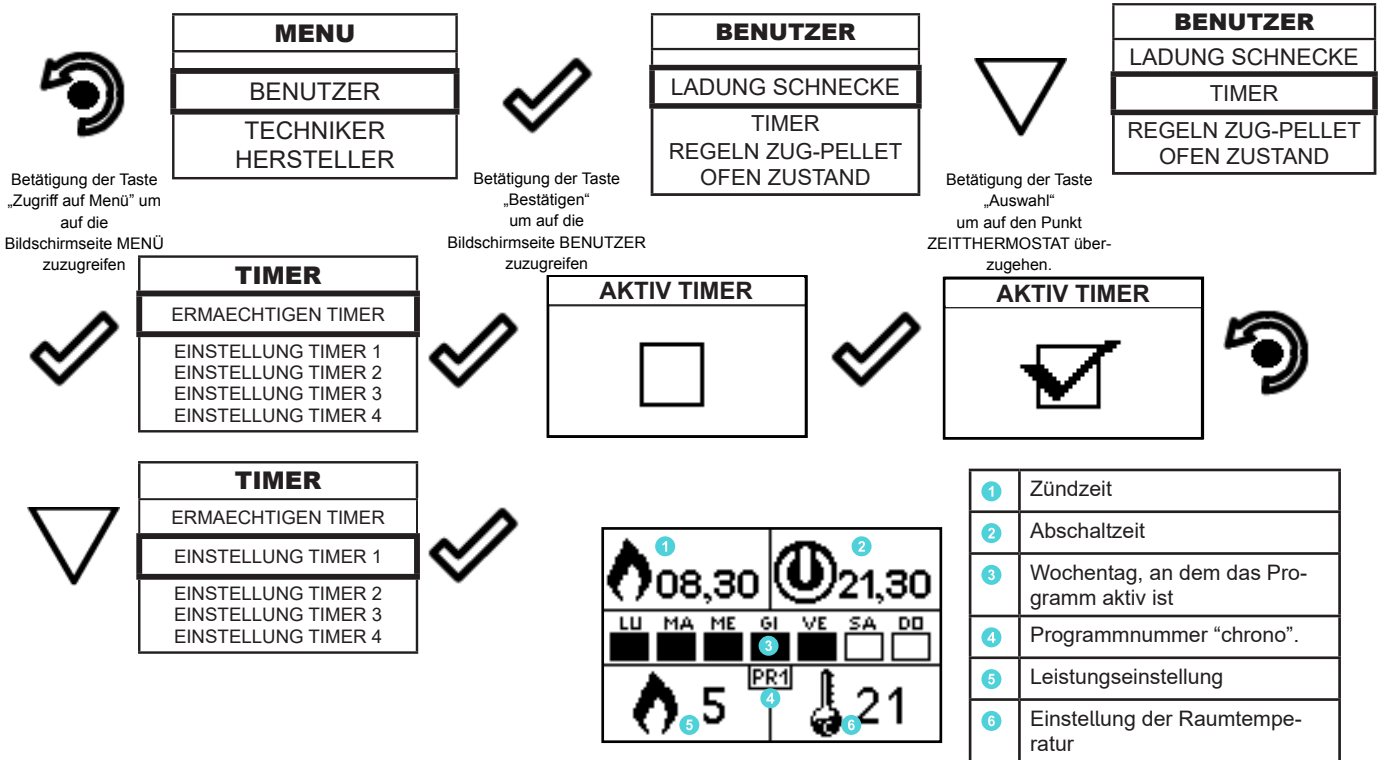 MENU
BENUTZER
TECHNIKER
HERSTELLER
Betätigung der Taste
„Zugriff auf Menü” um
auf die
Bildschirmseite MENÜ
zuzugreifen
BENUTZER
LADUNG SCHNECKE
TIMER
REGELN ZUG-PELLET
OFEN ZUSTAND
Betätigung der Taste
„Bestätigen“
um auf die
Bildschirmseite BENUTZER
zuzugreifen
BENUTZER
LADUNG SCHNECKE
TIMER
REGELN ZUG-PELLET
OFEN ZUSTAND
Betätigung der Taste
„Auswahl“
um auf den Punkt
ZEITTHERMOSTAT über-
zugehen.
TIMER
ERMAECHTIGEN TIMER
EINSTELLUNG TIMER 1
EINSTELLUNG TIMER 2
EINSTELLUNG TIMER 3
EINSTELLUNG TIMER 4
AKTIV TIMER
AKTIV TIMER
TIMER
ERMAECHTIGEN TIMER
EINSTELLUNG TIMER 1
EINSTELLUNG TIMER 2
EINSTELLUNG TIMER 3
EINSTELLUNG TIMER 4
1 2
08,30 21,30
LU MA ME GI VE SA DO
3
PR1
4
5 21
5 6
1 Zündzeit
2 Abschaltzeit
3 Wochentag, an dem das Pro-
gramm aktiv ist
4 Programmnummer “chrono”.
5 Leistungseinstellung
6 Einstellung der Raumtempe-
ratur